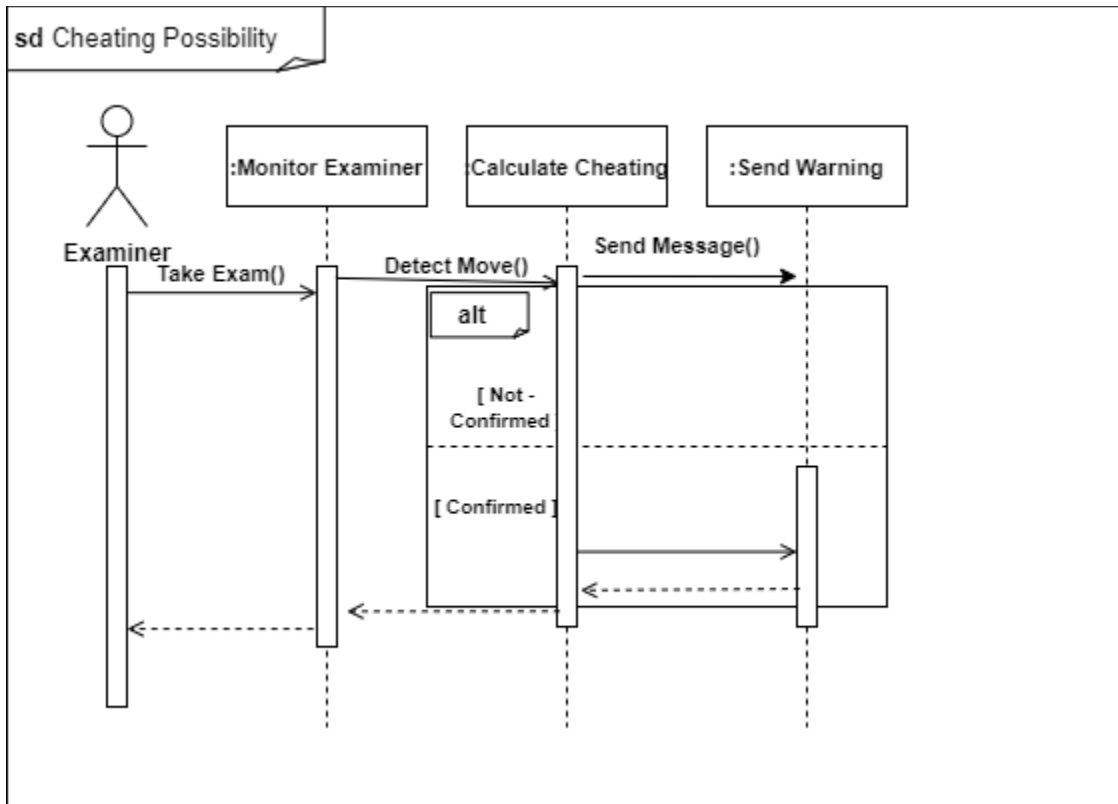 sd Cheating Possibility
:Monitor Examiner
:Calculate Cheating
:Send Warning
Examiner
Take Exam()
Detect Move()
Send Message()
alt
[ Not -
Confirmed ]
[ Confirmed ]